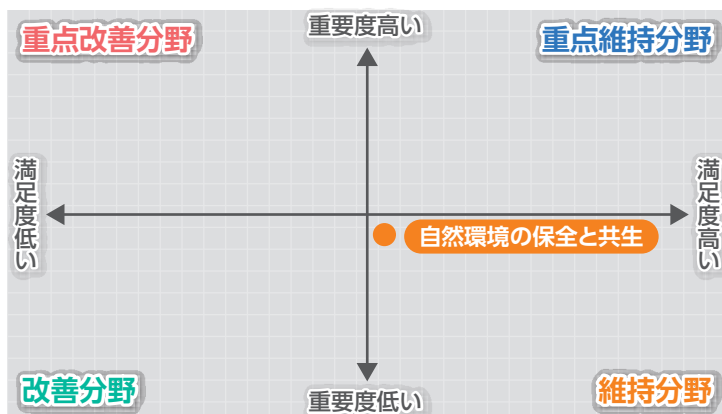 重点改善分野
重要度高い
重点維持分野
満足度低い
満足度高い
自然環境の保全と共生
改善分野
重要度低い
維持分野